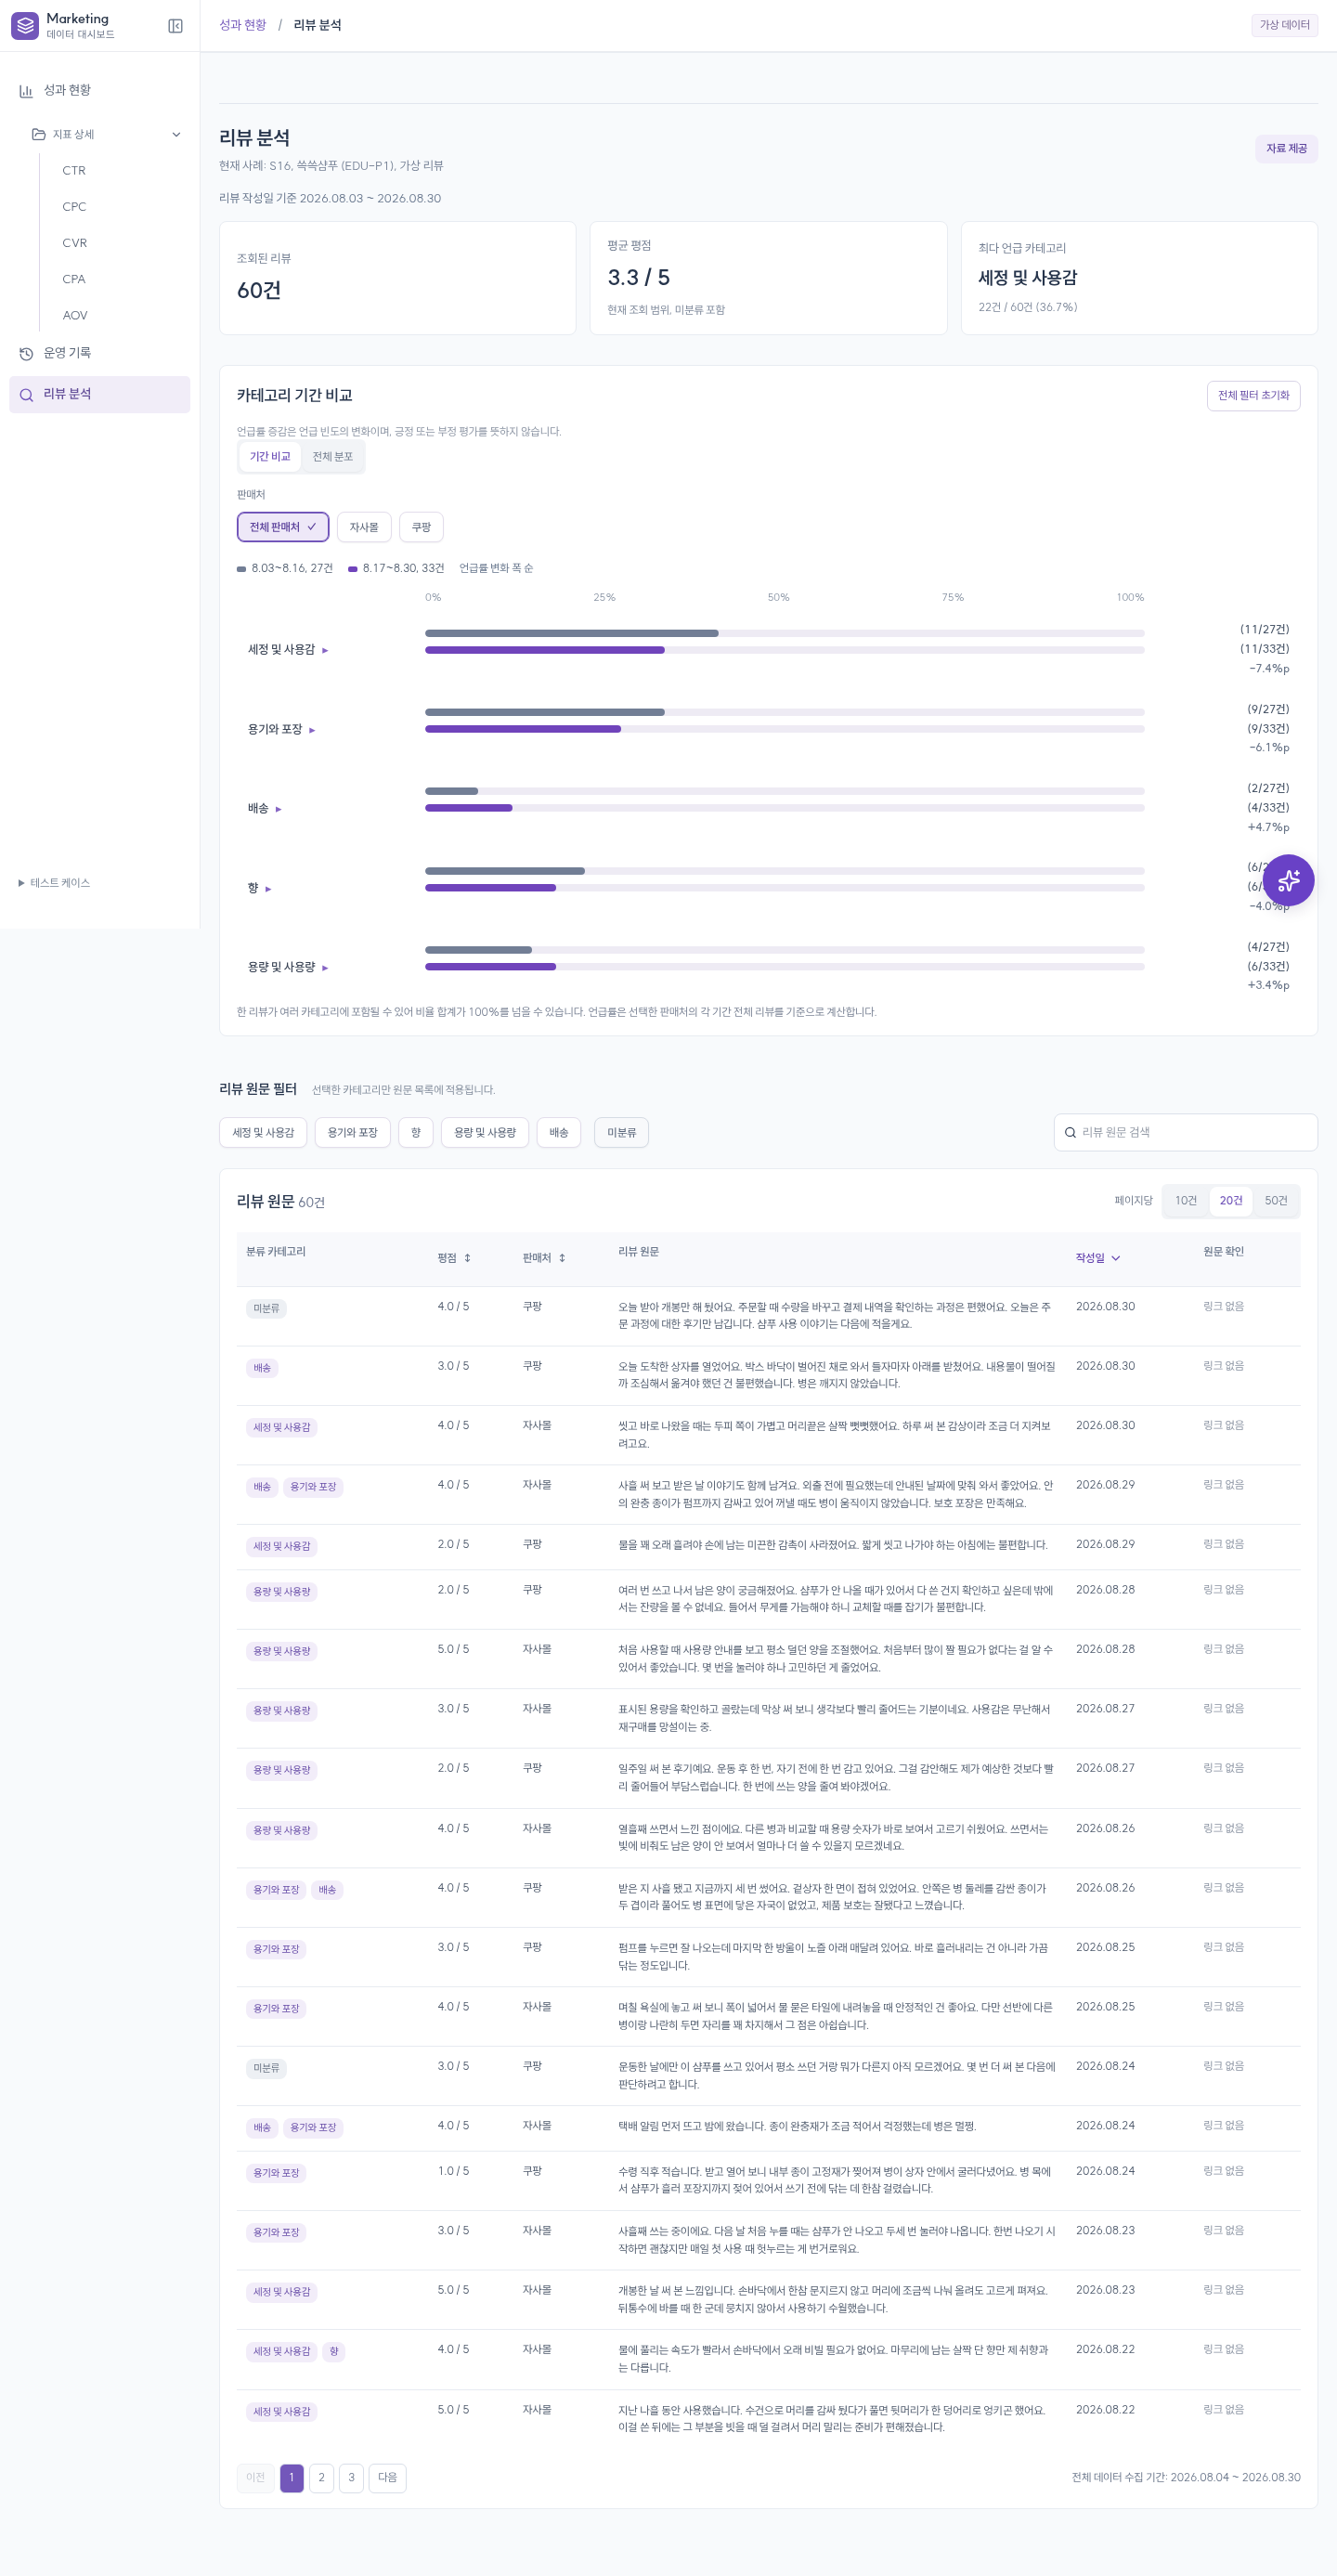 Marketing
데이터 대시보드
성과 현황 / 리뷰 분석
가상 데이터
성과 현황
지표 상세
CTR
CPC
CVR
CPA
AOV
운영 기록
리뷰 분석
테스트 케이스
리뷰 분석
현재 사례: S16, 쓱쓱샴푸 (EDU-P1), 가상 리뷰
자료 제공
리뷰 작성일 기준 2026.08.03 ~ 2026.08.30
조회된 리뷰
60건
평균 평점
3.3 / 5
현재 조회 범위, 미분류 포함
최다 언급 카테고리
세정 및 사용감
22건 / 60건 (36.7%)
카테고리 기간 비교
전체 필터 초기화
언급률 증감은 언급 빈도의 변화이며, 긍정 또는 부정 평가를 뜻하지 않습니다.
기간 비교 전체 분포
판매처
전체 판매처 자사몰 쿠팡
8.03~8.16, 27건 8.17~8.30, 33건 언급률 변화 폭 순
0% 25% 50% 75% 100%
세정 및 사용감
(11/27건)
(11/33건)
-7.4%p
용기와 포장
(9/27건)
(9/33건)
-6.1%p
배송
(2/27건)
(4/33건)
+4.7%p
향
(6/
(6/
-4.0%p
용량 및 사용량
(4/27건)
(6/33건)
+3.4%p
한 리뷰가 여러 카테고리에 포함될 수 있어 비율 합계가 100%를 넘을 수 있습니다. 언급률은 선택한 판매처의 각 기간 전체 리뷰를 기준으로 계산합니다.
리뷰 원문 필터 선택한 카테고리만 원문 목록에 적용됩니다.
세정 및 사용감 용기와 포장 향 용량 및 사용량 배송 미분류
리뷰 원문 검색
리뷰 원문 60건
페이지당 10건 20건 50건
분류 카테고리 평점 판매처 리뷰 원문 작성일 원문 확인
미분류 4.0 / 5 쿠팡 오늘 받아 개봉만 해 뒀어요. 주문할 때 수량을 바꾸고 결제 내역을 확인하는 과정은 편했어요. 오늘은 주 2026.08.30 링크 없음
문 과정에 대한 후기만 남깁니다. 샴푸 사용 이야기는 다음에 적을게요.
배송 3.0 / 5 쿠팡 오늘 도착한 상자를 열었어요. 박스 바닥이 벌어진 채로 와서 들자마자 아래를 받쳤어요. 내용물이 떨어질 2026.08.30 링크 없음
까 조심해서 옮겨야 했던 건 불편했습니다. 병은 깨지지 않았습니다.
세정 및 사용감 4.0 / 5 자사몰 씻고 바로 나왔을 때는 두피 쪽이 가볍고 머리끝은 살짝 뻣뻣했어요. 하루 써 본 감상이라 조금 더 지켜보 2026.08.30 링크 없음
려고요.
배송 용기와 포장 4.0 / 5 자사몰 사흘 써 보고 받은 날 이야기도 함께 남겨요. 외출 전에 필요했는데 안내된 날짜에 맞춰 와서 좋았어요. 안 2026.08.29 링크 없음
의 완충 종이가 펌프까지 감싸고 있어 꺼낼 때도 병이 움직이지 않았습니다. 보호 포장은 만족해요.
세정 및 사용감 2.0 / 5 쿠팡 물을 꽤 오래 흘려야 손에 남는 미끈한 감촉이 사라졌어요. 짧게 씻고 나가야 하는 아침에는 불편합니다. 2026.08.29 링크 없음
용량 및 사용량 2.0 / 5 쿠팡 여러 번 쓰고 나서 남은 양이 궁금해졌어요. 샴푸가 안 나올 때가 있어서 다 쓴 건지 확인하고 싶은데 밖에 2026.08.28 링크 없음
서는 잔량을 볼 수 없네요. 들어서 무게를 가늠해야 하니 교체할 때를 잡기가 불편합니다.
용량 및 사용량 5.0 / 5 자사몰 처음 사용할 때 사용량 안내를 보고 평소 덜던 양을 조절했어요. 처음부터 많이 짤 필요가 없다는 걸 알 수 2026.08.28 링크 없음
있어서 좋았습니다. 몇 번을 눌러야 하나 고민하던 게 줄었어요.
용량 및 사용량 3.0 / 5 자사몰 표시된 용량을 확인하고 골랐는데 막상 써 보니 생각보다 빨리 줄어드는 기분이네요. 사용감은 무난해서 2026.08.27 링크 없음
재구매를 망설이는 중.
용량 및 사용량 2.0 / 5 쿠팡 일주일 써 본 후기예요. 운동 후 한 번, 자기 전에 한 번 감고 있어요. 그걸 감안해도 제가 예상한 것보다 빨 2026.08.27 링크 없음
리 줄어들어 부담스럽습니다. 한 번에 쓰는 양을 줄여 봐야겠어요.
용량 및 사용량 4.0 / 5 자사몰 열흘째 쓰면서 느낀 점이에요. 다른 병과 비교할 때 용량 숫자가 바로 보여서 고르기 쉬웠어요. 쓰면서는 2026.08.26 링크 없음
빛에 비춰도 남은 양이 안 보여서 얼마나 더 쓸 수 있을지 모르겠네요.
용기와 포장 배송 4.0 / 5 쿠팡 받은 지 사흘 됐고 지금까지 세 번 썼어요. 겉상자 한 면이 접혀 있었어요. 안쪽은 병 둘레를 감싼 종이가 2026.08.26 링크 없음
두 겹이라 풀어도 병 표면에 닿은 자국이 없었고, 제품 보호는 잘됐다고 느꼈습니다.
용기와 포장 3.0 / 5 쿠팡 펌프를 누르면 잘 나오는데 마지막 한 방울이 노즐 아래 매달려 있어요. 바로 흘러내리는 건 아니라 가끔 2026.08.25 링크 없음
닦는 정도입니다.
용기와 포장 4.0 / 5 자사몰 며칠 욕실에 놓고 써 보니 폭이 넓어서 물 묻은 타일에 내려놓을 때 안정적인 건 좋아요. 다만 선반에 다른 2026.08.25 링크 없음
병이랑 나란히 두면 자리를 꽤 차지해서 그 점은 아쉽습니다.
미분류 3.0 / 5 쿠팡 운동한 날에만 이 샴푸를 쓰고 있어서 평소 쓰던 거랑 뭐가 다른지 아직 모르겠어요. 몇 번 더 써 본 다음에 2026.08.24 링크 없음
판단하려고 합니다.
배송 용기와 포장 4.0 / 5 자사몰 택배 알림 먼저 뜨고 밤에 왔습니다. 종이 완충재가 조금 적어서 걱정했는데 병은 멀쩡. 2026.08.24 링크 없음
용기와 포장 1.0 / 5 쿠팡 수령 직후 적습니다. 받고 열어 보니 내부 종이 고정재가 찢어져 병이 상자 안에서 굴러다녔어요. 병 목에 2026.08.24 링크 없음
서 샴푸가 흘러 포장지까지 젖어 있어서 쓰기 전에 닦는 데 한참 걸렸습니다.
용기와 포장 3.0 / 5 자사몰 사흘째 쓰는 중이에요. 다음 날 처음 누를 때는 샴푸가 안 나오고 두세 번 눌러야 나옵니다. 한번 나오기 시 2026.08.23 링크 없음
작하면 괜찮지만 매일 첫 사용 때 헛누르는 게 번거로워요.
세정 및 사용감 5.0 / 5 자사몰 개봉한 날 써 본 느낌입니다. 손바닥에서 한참 문지르지 않고 머리에 조금씩 나눠 올려도 고르게 펴져요. 2026.08.23 링크 없음
뒤통수에 바를 때 한 군데 뭉치지 않아서 사용하기 수월했습니다.
세정 및 사용감 향 4.0 / 5 자사몰 물에 풀리는 속도가 빨라서 손바닥에서 오래 비빌 필요가 없어요. 마무리에 남는 살짝 단 향만 제 취향과 2026.08.22 링크 없음
는 다릅니다.
세정 및 사용감 5.0 / 5 자사몰 지난 나흘 동안 사용했습니다. 수건으로 머리를 감싸 뒀다가 풀면 뒷머리가 한 덩어리로 엉키곤 했어요. 2026.08.22 링크 없음
이걸 쓴 뒤에는 그 부분을 빗을 때 덜 걸려서 머리 말리는 준비가 편해졌습니다.
이전 1 2 3 다음
전체 데이터 수집 기간: 2026.08.04 ~ 2026.08.30